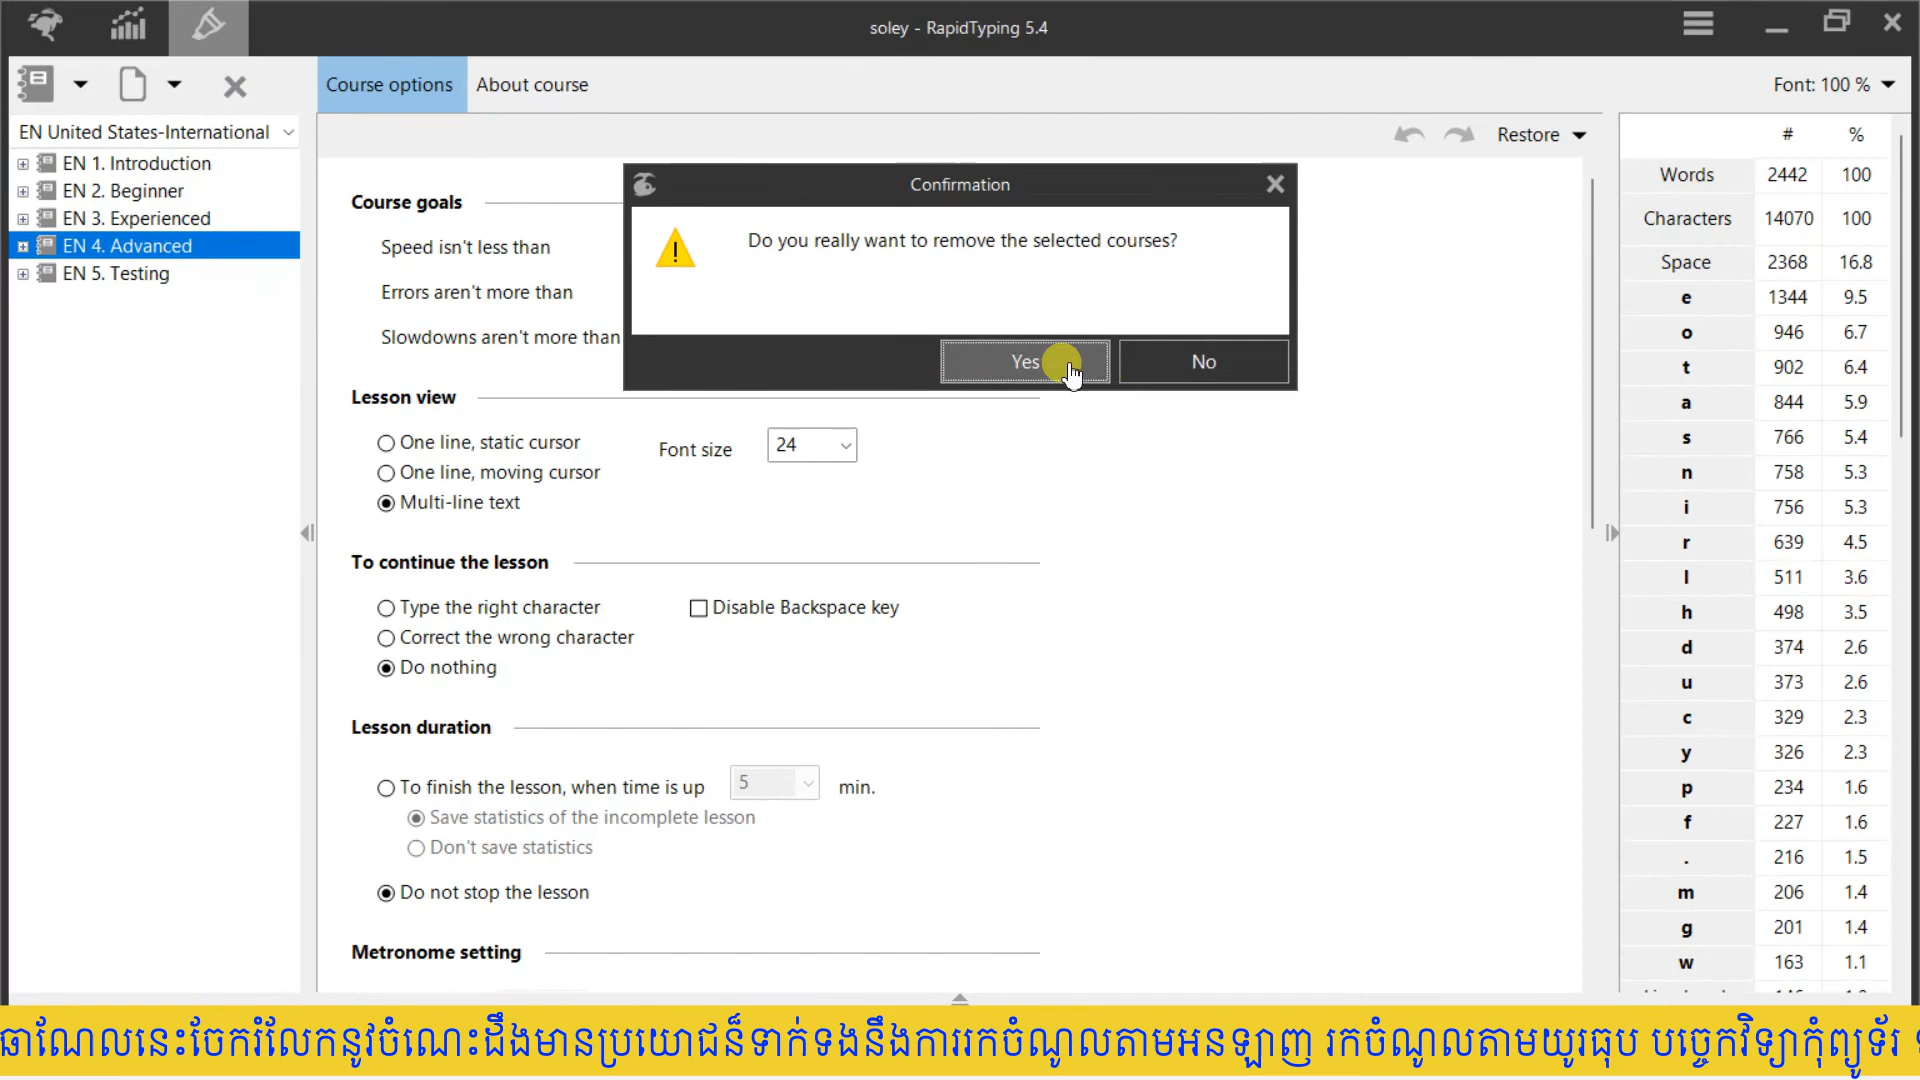 soley - RapidTyping 5.4
Course options
About course
Font: 100 %
EN United States-International
EN 1. Introduction
EN 2. Beginner
EN 3. Experienced
EN 4. Advanced
EN 5. Testing
Restore
Confirmation
Do you really want to remove the selected courses?
Yes
No
Course goals
Speed isn't less than
Errors aren't more than
Slowdowns aren't more than
Lesson view
One line, static cursor
One line, moving cursor
Multi-line text
Font size
24
To continue the lesson
Type the right character
Correct the wrong character
Do nothing
Disable Backspace key
Lesson duration
To finish the lesson, when time is up 5 min.
Save statistics of the incomplete lesson
Don't save statistics
Do not stop the lesson
Metronome setting
# %
Words 2442 100
Characters 14070 100
Space 2368 16.8
e 1344 9.5
o 946 6.7
t 902 6.4
a 844 5.9
s 766 5.4
n 758 5.3
i 756 5.3
r 639 4.5
l 511 3.6
h 498 3.5
d 374 2.6
u 373 2.6
c 329 2.3
y 326 2.3
p 234 1.6
f 227 1.6
. 216 1.5
m 206 1.4
g 201 1.4
w 163 1.1
ឆាណែលនេះចែករំលែកនូវចំណេះដឹងមានប្រយោជន៍ទាក់ទងនឹងការរកចំណូលតាមអនឡាញ រកចំណូលតាមយូរធុប បច្ចេកវិទ្យាកុំព្យូទ័រ